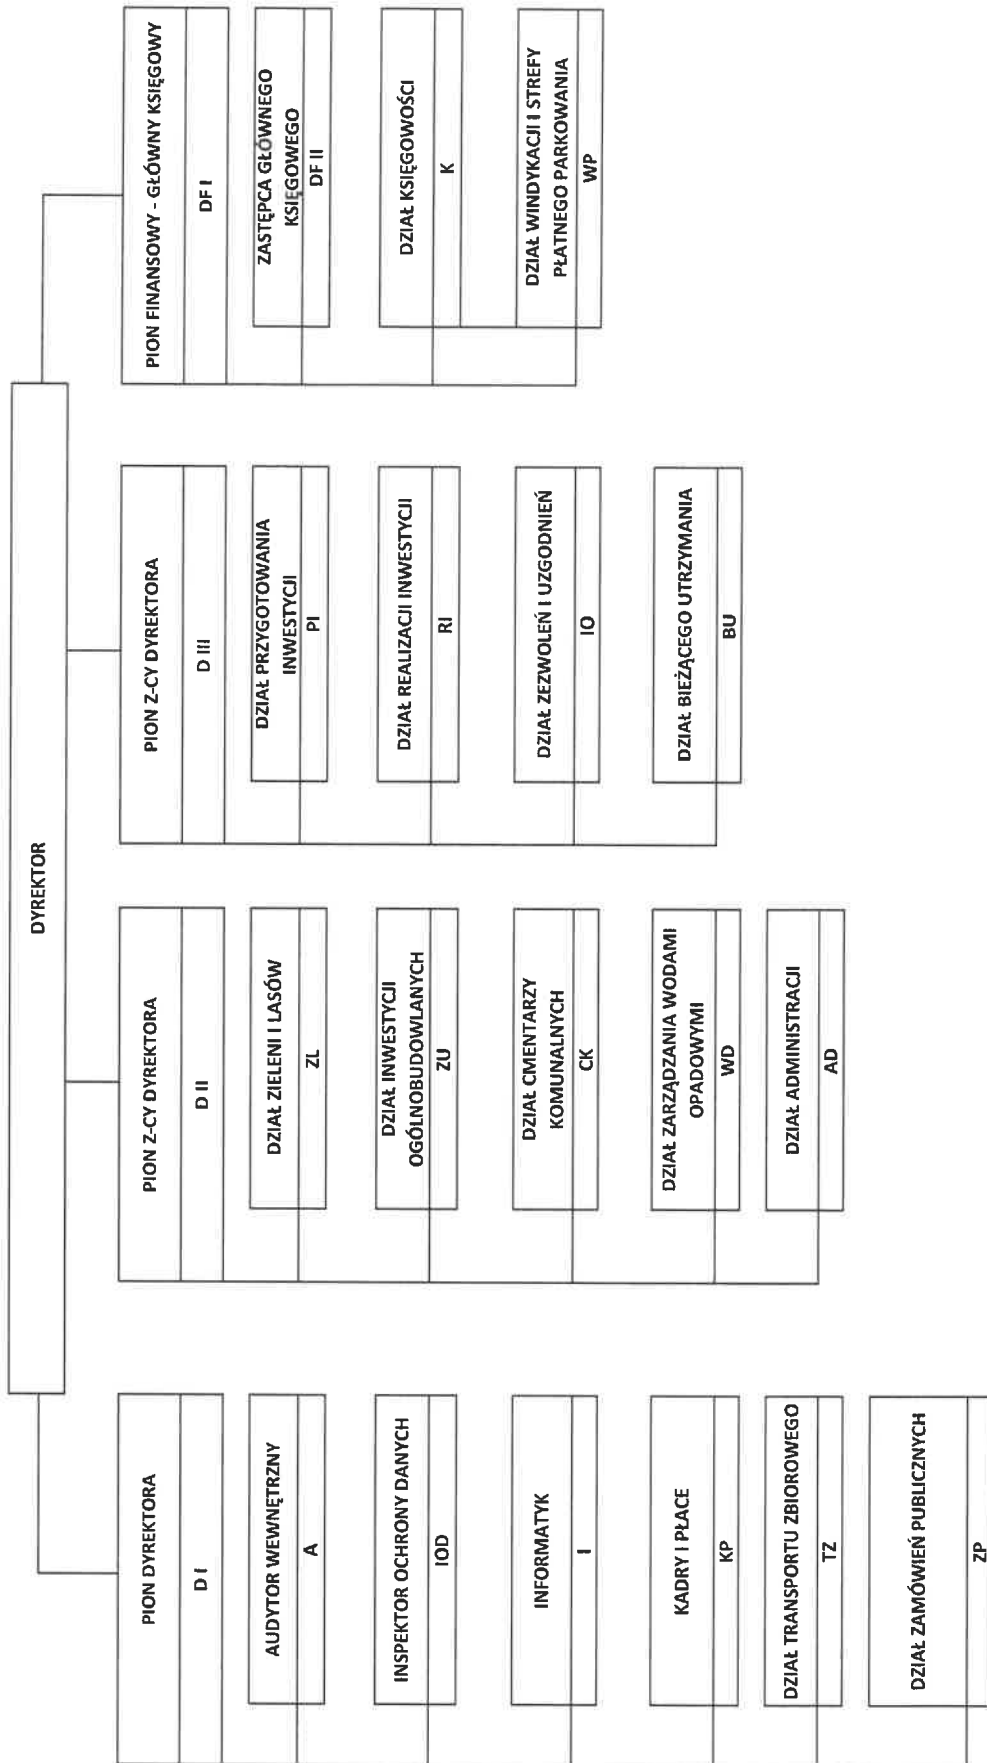 DYREKTOR
PION DYREKTORA
D I
AUDYTOR WEWNĘTRZNY
A
INSPEKTOR OCHRONY DANYCH
IOD
INFORMATYK
I
KADRY I PŁACE
KP
DZIAŁ TRANSPORTU ZBIOROWEGO
TZ
DZIAŁ ZAMÓWIEŃ PUBLICZNYCH
ZP
PION Z-CY DYREKTORA
D II
DZIAŁ ZIELENI I LASÓW
ZL
DZIAŁ INWESTYCJI
OGÓLNOBUDOWLANYCH
ZU
DZIAŁ CMENTARZY
KOMUNALNYCH
CK
DZIAŁ ZARZĄDZANIA WODAMI
OPADOWYMI
WD
DZIAŁ ADMINISTRACJI
AD
PION Z-CY DYREKTORA
D III
DZIAŁ PRZYGOTOWANIA
INWESTYCJI
PI
DZIAŁ REALIZACJI INWESTYCJI
RI
DZIAŁ ZEZWOLEŃ I UZGODNIEŃ
IO
DZIAŁ BIEŻĄCEGO UTRZYMANIA
BU
PION FINANSOWY - GŁÓWNY KSIĘGOWY
DF I
ZASTĘPCA GŁÓWNEGO
KSIĘGOWEGO
DF II
DZIAŁ KSIĘGOWOŚCI
K
DZIAŁ WINDYKACJI I STREFY
PŁATNEGO PARKOWANIA
WP